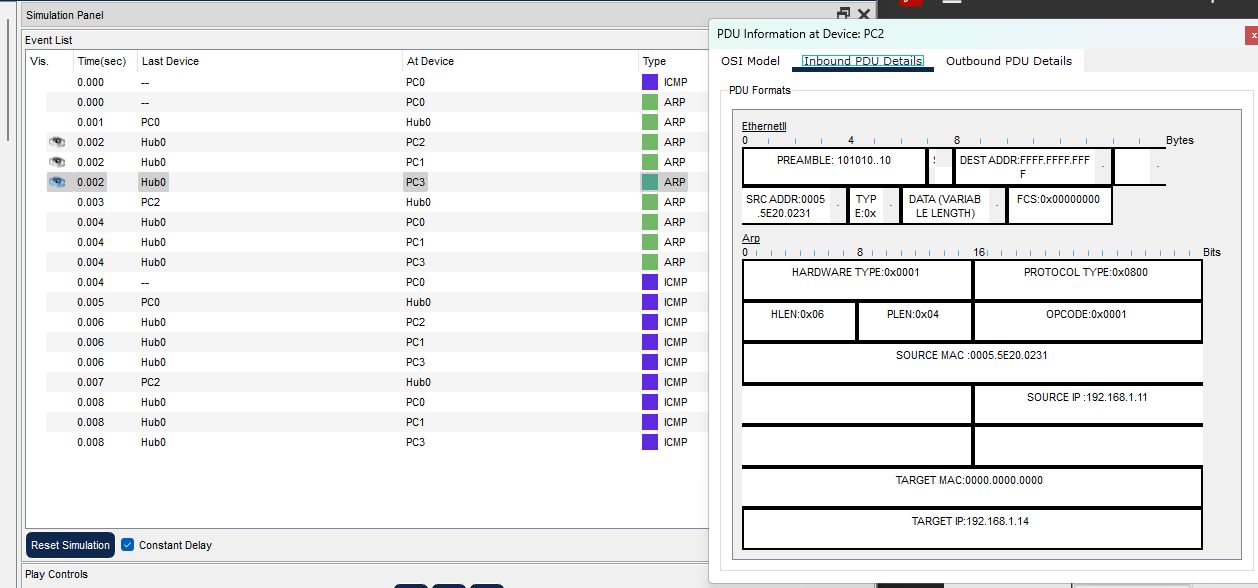 Simulation Panel
Event List
Vis. Time(sec) Last Device At Device Type
0.000 -- PC0 ICMP
0.000 -- PC0 ARP
0.001 PC0 Hub0 ARP
0.002 Hub0 PC2 ARP
0.002 Hub0 PC1 ARP
0.002 Hub0 PC3 ARP
0.003 PC2 Hub0 ARP
0.004 Hub0 PC0 ARP
0.004 Hub0 PC1 ARP
0.004 Hub0 PC3 ARP
0.004 -- PC0 ICMP
0.005 PC0 Hub0 ICMP
0.006 Hub0 PC2 ICMP
0.006 Hub0 PC1 ICMP
0.006 Hub0 PC3 ICMP
0.007 PC2 Hub0 ICMP
0.008 Hub0 PC0 ICMP
0.008 Hub0 PC1 ICMP
0.008 Hub0 PC3 ICMP
Reset Simulation Constant Delay
Play Controls
PDU Information at Device: PC2
OSI Model Inbound PDU Details Outbound PDU Details
PDU Formats
EthernetII
0 4 8 Bytes
PREAMBLE: 101010..10 DEST ADDR:FFFF.FFFF.FFF
F
SRC ADDR:0005 TYP DATA (VARIAB FCS:0x00000000
.5E20.0231 E:0x BLE LENGTH)
Arp
0 8 16 Bits
HARDWARE TYPE:0x0001 PROTOCOL TYPE:0x0800
HLEN:0x06 PLEN:0x04 OPCODE:0x0001
SOURCE MAC :0005.5E20.0231
SOURCE IP :192.168.1.11
TARGET MAC:0000.0000.0000
TARGET IP:192.168.1.14